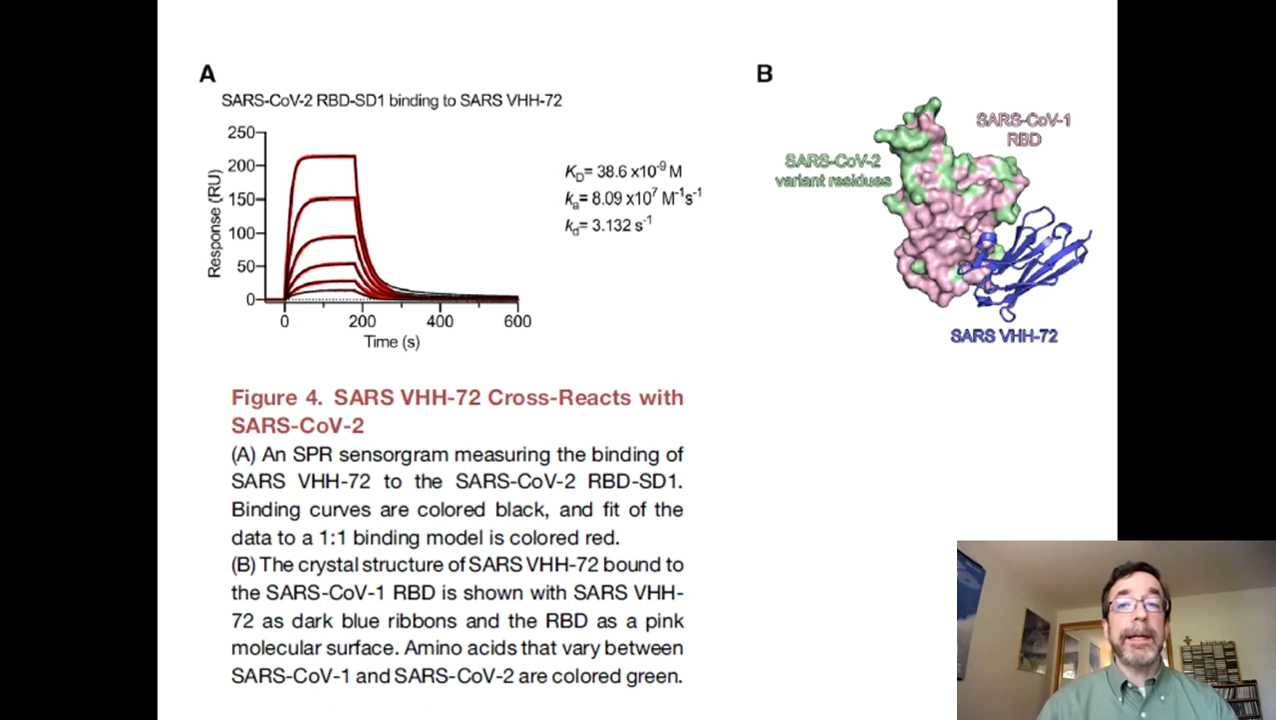 A
SARS-CoV-2 RBD-SD1 binding to SARS VHH-72
250
200
150
100
50
0
Response (RU)
0 200 400 600
Time (s)
K_D= 38.6 x10⁻⁹ M
k_a= 8.09 x10⁷ M⁻¹s⁻¹
k_d= 3.132 s⁻¹
B
SARS-CoV-1
RBD
SARS-CoV-2
variant residues
SARS VHH-72
Figure 4. SARS VHH-72 Cross-Reacts with
SARS-CoV-2
(A) An SPR sensorgram measuring the binding of
SARS VHH-72 to the SARS-CoV-2 RBD-SD1.
Binding curves are colored black, and fit of the
data to a 1:1 binding model is colored red.
(B) The crystal structure of SARS VHH-72 bound to
the SARS-CoV-1 RBD is shown with SARS VHH-
72 as dark blue ribbons and the RBD as a pink
molecular surface. Amino acids that vary between
SARS-CoV-1 and SARS-CoV-2 are colored green.